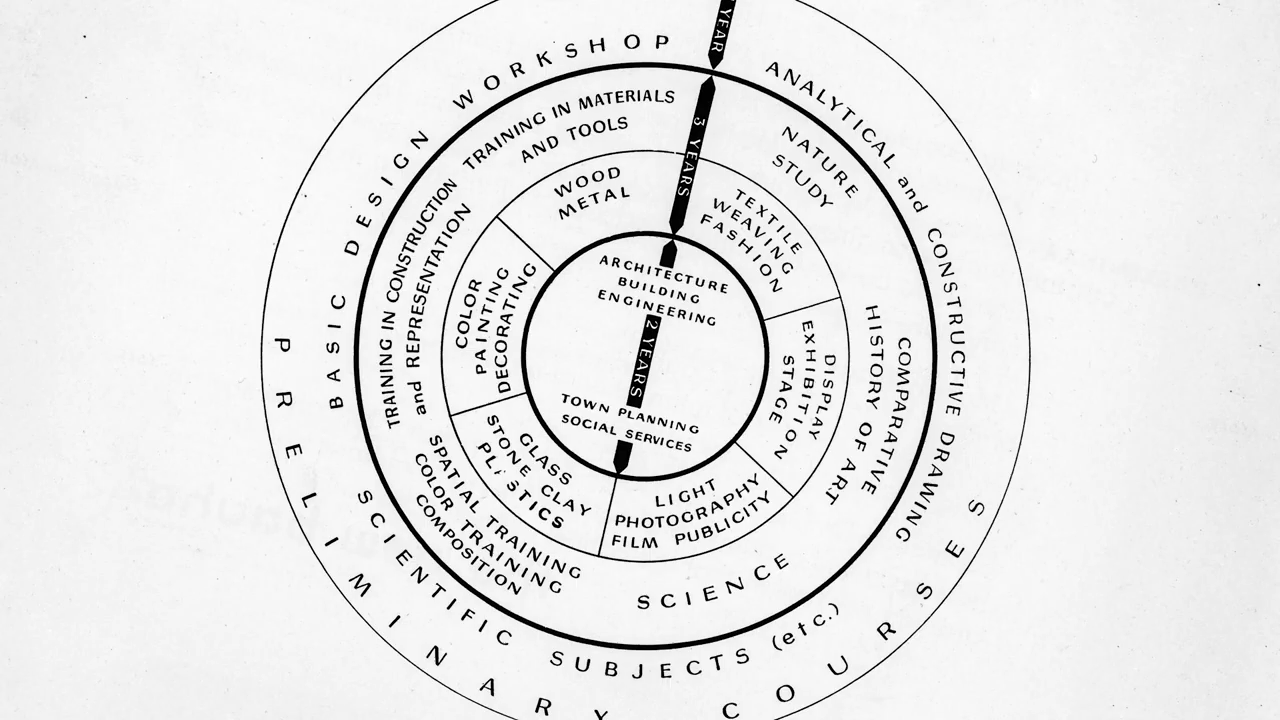 YEAR
3 YEARS
2 YEARS
PRELIMINARY COURSES
BASIC DESIGN WORKSHOP
ANALYTICAL and CONSTRUCTIVE DRAWING
SCIENTIFIC SUBJECTS (etc.)
TRAINING IN MATERIALS
AND TOOLS
NATURE
STUDY
COMPARATIVE
HISTORY OF ART
SCIENCE
SPATIAL TRAINING
COLOR TRAINING
COMPOSITION
TRAINING IN CONSTRUCTION
and REPRESENTATION
WOOD
METAL
TEXTILE
WEAVING
FASHION
DISPLAY
EXHIBITION
STAGE
LIGHT
PHOTOGRAPHY
FILM PUBLICITY
GLASS
STONE CLAY
PLASTICS
COLOR
PAINTING
DECORATING
ARCHITECTURE
BUILDING
ENGINEERING
TOWN PLANNING
SOCIAL SERVICES